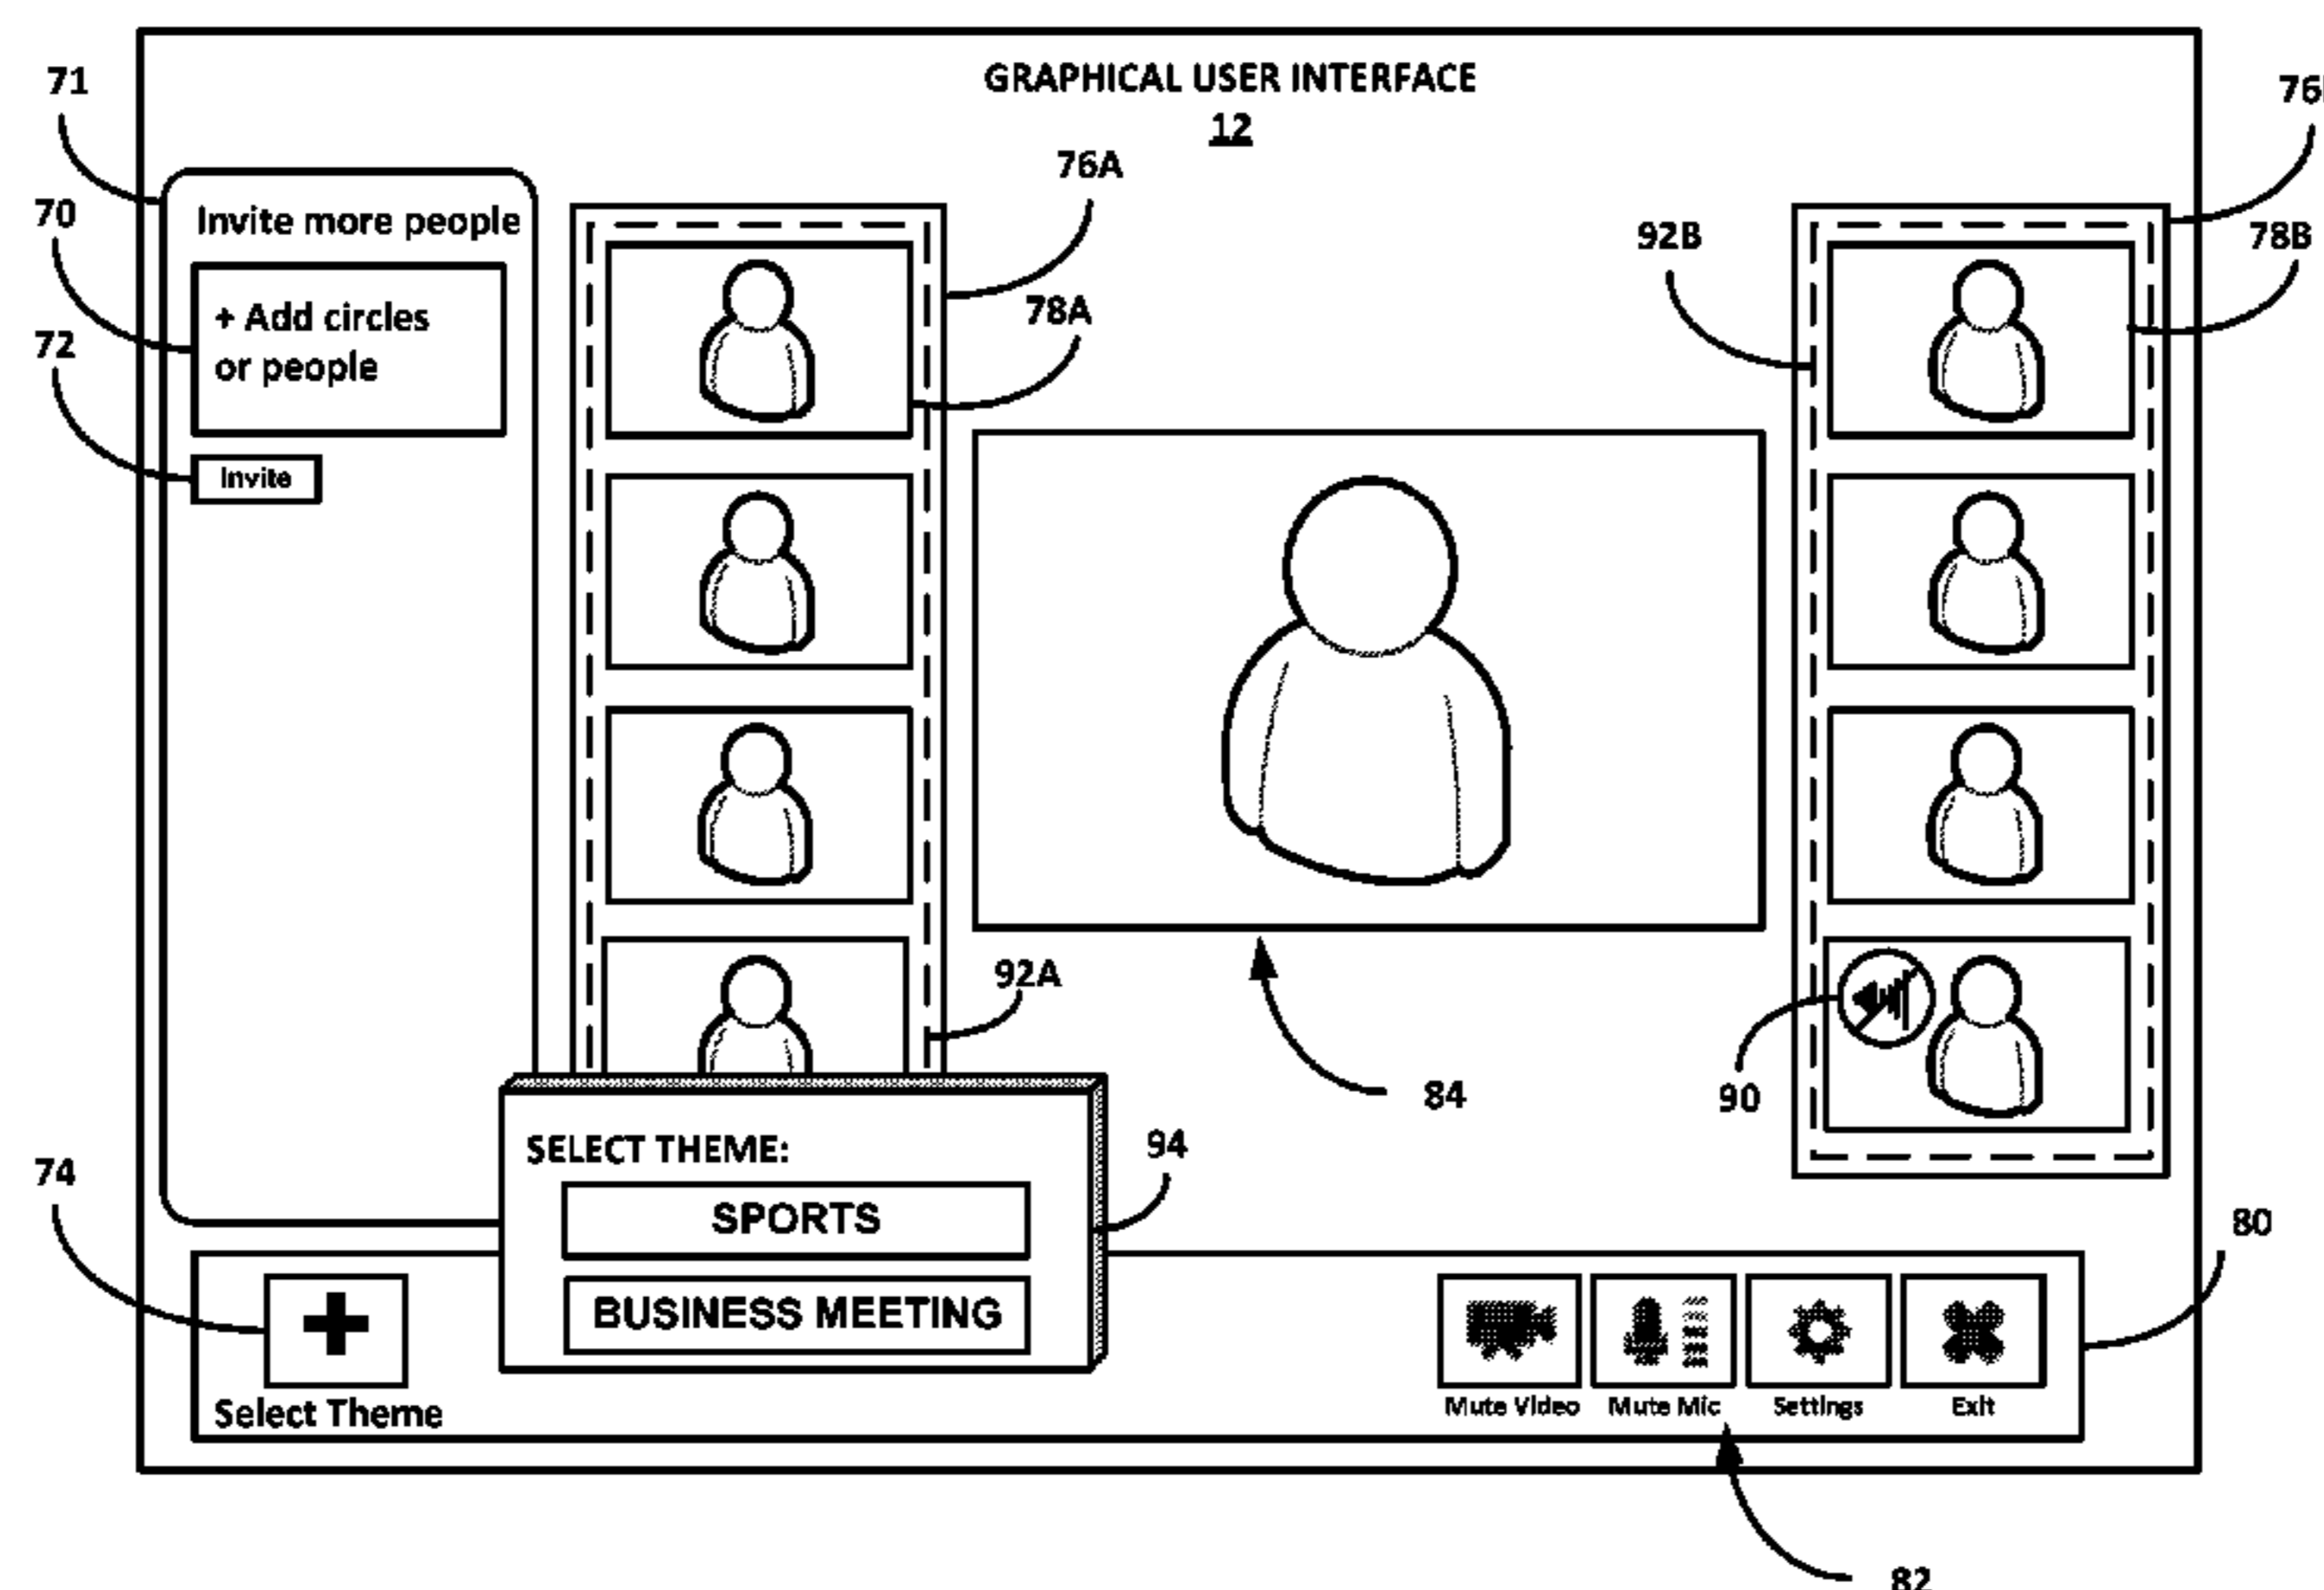 GRAPHICAL USER INTERFACE
12
71
70
72
74
Invite more people
+ Add circles
or people
Invite
76A
78A
92A
84
92B
76
78B
90
SELECT THEME:
SPORTS
BUSINESS MEETING
94
80
Select Theme
Mute Video
Mute Mic
Settings
Exit
82